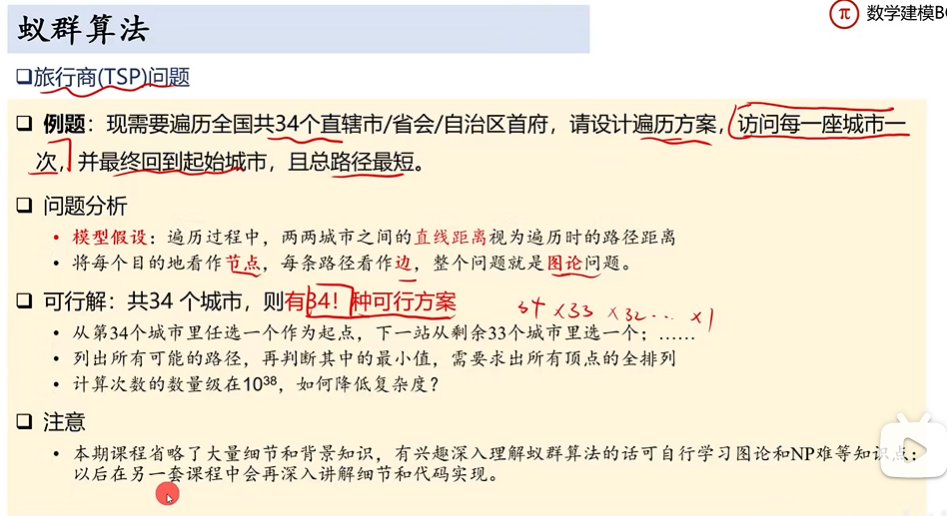 数学建模BO
蚁群算法
旅行商(TSP)问题
例题：现需要遍历全国共34个直辖市/省会/自治区首府，请设计遍历方案，访问每一座城市一
次，并最终回到起始城市，且总路径最短。
问题分析
• 模型假设：遍历过程中，两两城市之间的直线距离视为遍历时的路径距离
• 将每个目的地看作节点，每条路径看作边，整个问题就是图论问题。
可行解：共34 个城市，则有34！种可行方案
34×33×32... ×1
• 从第34个城市里任选一个作为起点，下一站从剩余33个城市里选一个；……
• 列出所有可能的路径，再判断其中的最小值，需要求出所有顶点的全排列
• 计算次数的数量级在10³⁸，如何降低复杂度？
注意
• 本期课程省略了大量细节和背景知识，有兴趣深入理解蚁群算法的话可自行学习图论和NP难等知识点；
以后在另一套课程中会再深入讲解细节和代码实现。